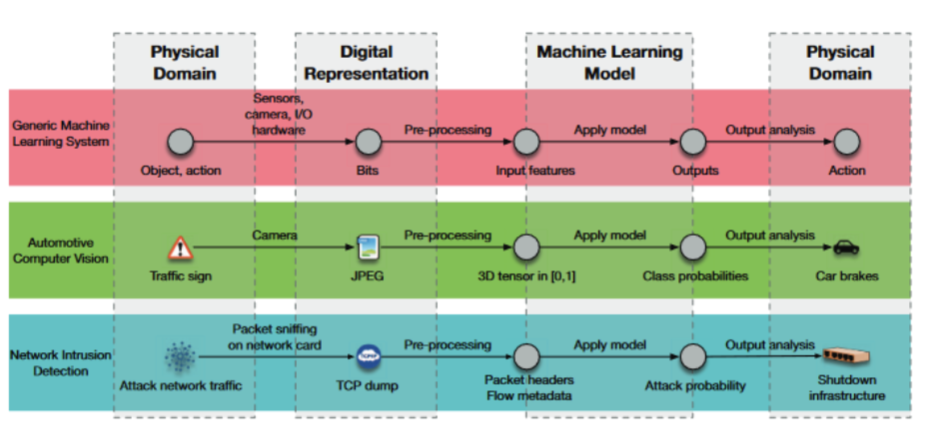 Physical
Domain
Digital
Representation
Machine Learning
Model
Physical
Domain
Generic Machine
Learning System
Sensors,
camera, I/O
hardware
Pre-processing
Apply model
Output analysis
Object, action
Bits
Input features
Outputs
Action
Automotive
Computer Vision
Camera
Pre-processing
Apply model
Output analysis
Traffic sign
JPEG
3D tensor in [0,1]
Class probabilities
Car brakes
Network Intrusion
Detection
Packet sniffing
on network card
Pre-processing
Apply model
Output analysis
Attack network traffic
TCP dump
Packet headers
Flow metadata
Attack probability
Shutdown
infrastructure